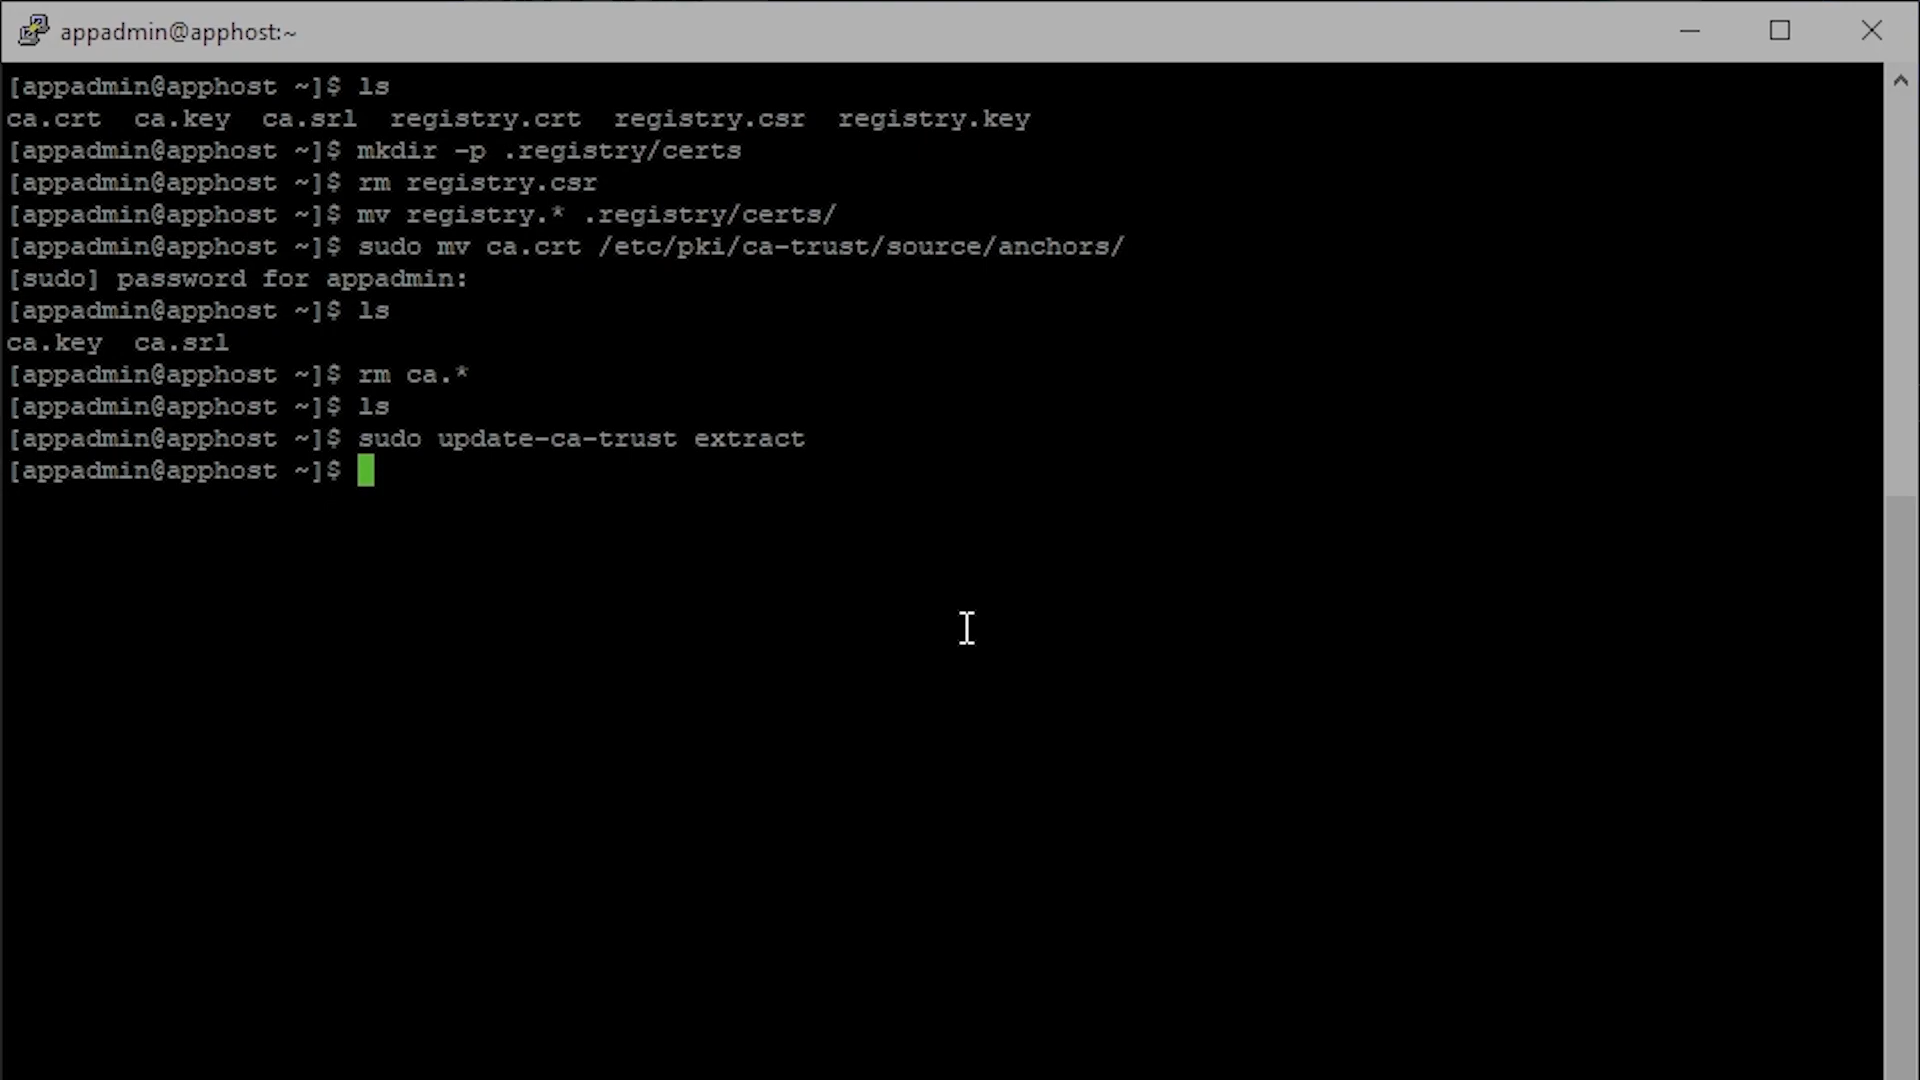 appadmin@apphost:~
[appadmin@apphost ~]$ ls
ca.crt  ca.key  ca.srl  registry.crt  registry.csr  registry.key
[appadmin@apphost ~]$ mkdir -p .registry/certs
[appadmin@apphost ~]$ rm registry.csr
[appadmin@apphost ~]$ mv registry.* .registry/certs/
[appadmin@apphost ~]$ sudo mv ca.crt /etc/pki/ca-trust/source/anchors/
[sudo] password for appadmin:
[appadmin@apphost ~]$ ls
ca.key  ca.srl
[appadmin@apphost ~]$ rm ca.*
[appadmin@apphost ~]$ ls
[appadmin@apphost ~]$ sudo update-ca-trust extract
[appadmin@apphost ~]$